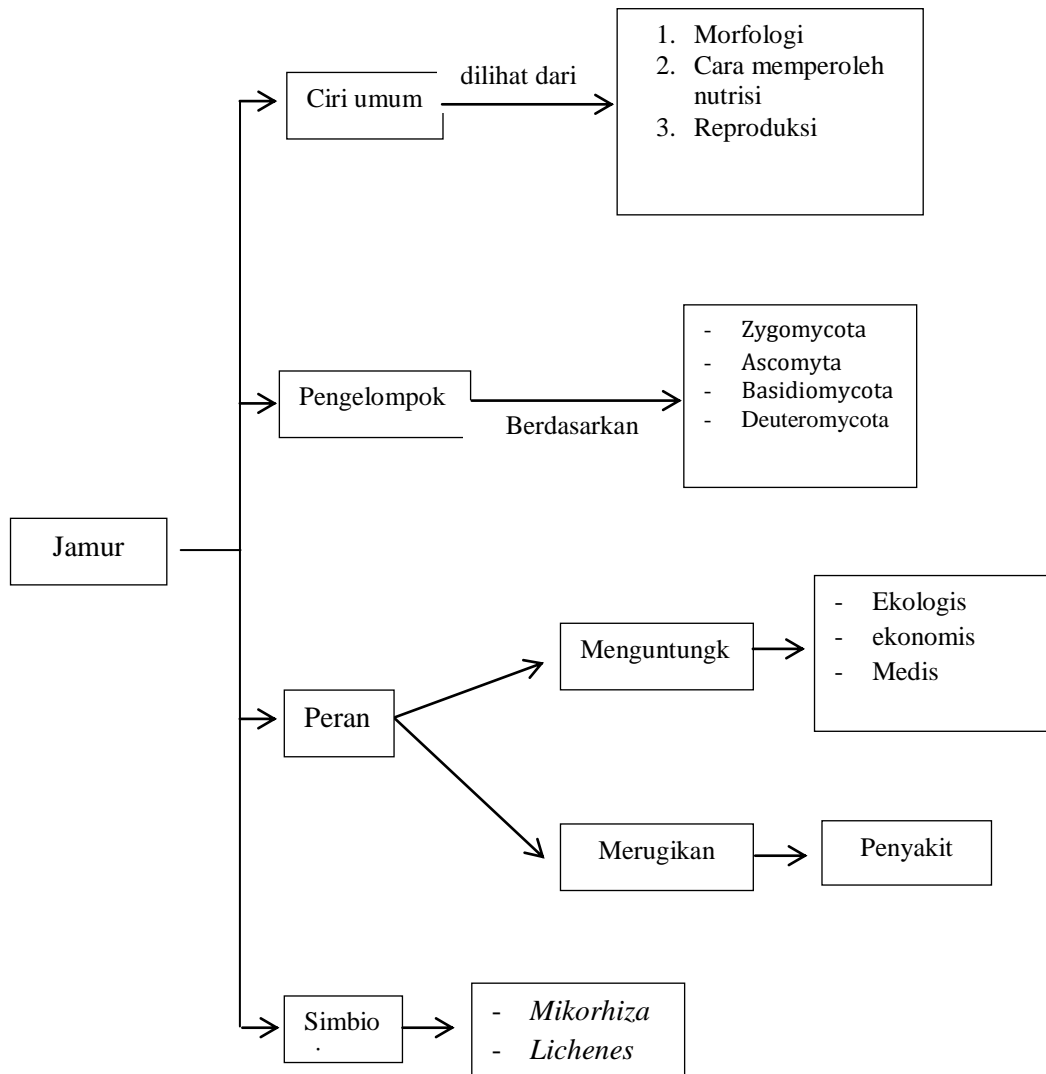 1. Morfologi
2. Cara memperoleh
nutrisi
3. Reproduksi
Ciri umum
dilihat dari
- Zygomycota
- Ascomyta
- Basidiomycota
- Deuteromycota
Pengelompok
Berdasarkan
Jamur
- Ekologis
- ekonomis
- Medis
Menguntungk
Peran
Merugikan
Penyakit
Simbio
- Mikorhiza
- Lichenes